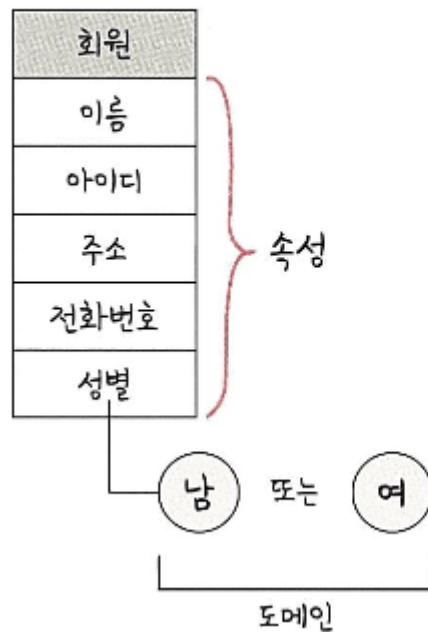 회원
이름
아이디
주소
전화번호
성별
속성
남 또는 여
도메인